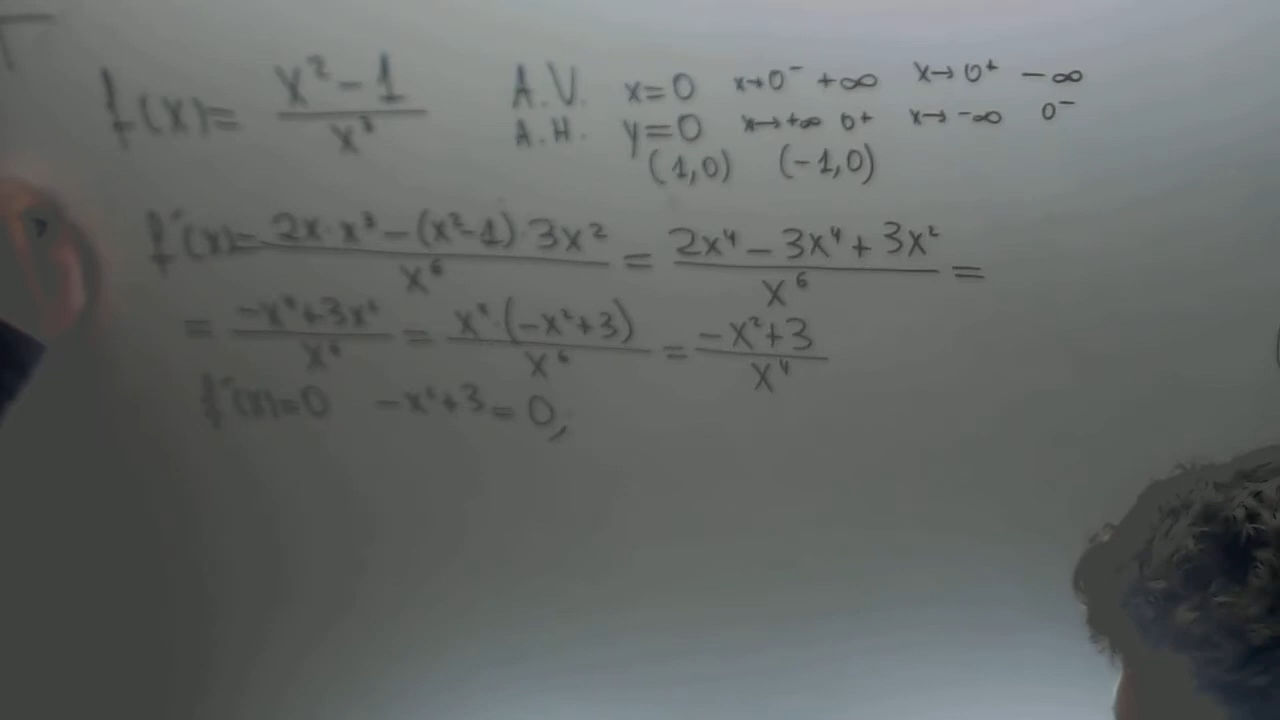 f(x) = (x² - 1)/x³ A.V. x=0 x→0⁻ +∞ x→0⁺ -∞
A.H. y=0 x→+∞ 0⁺ x→-∞ 0⁻
(1,0) (-1,0)
f'(x) = (2x·x³ - (x²-1)·3x²)/x⁶ = (2x⁴ - 3x⁴ + 3x²)/x⁶ =
= (-x⁴+3x²)/x⁶ = (x²·(-x²+3))/x⁶ = (-x²+3)/x⁴
f'(x)=0 -x²+3=0,